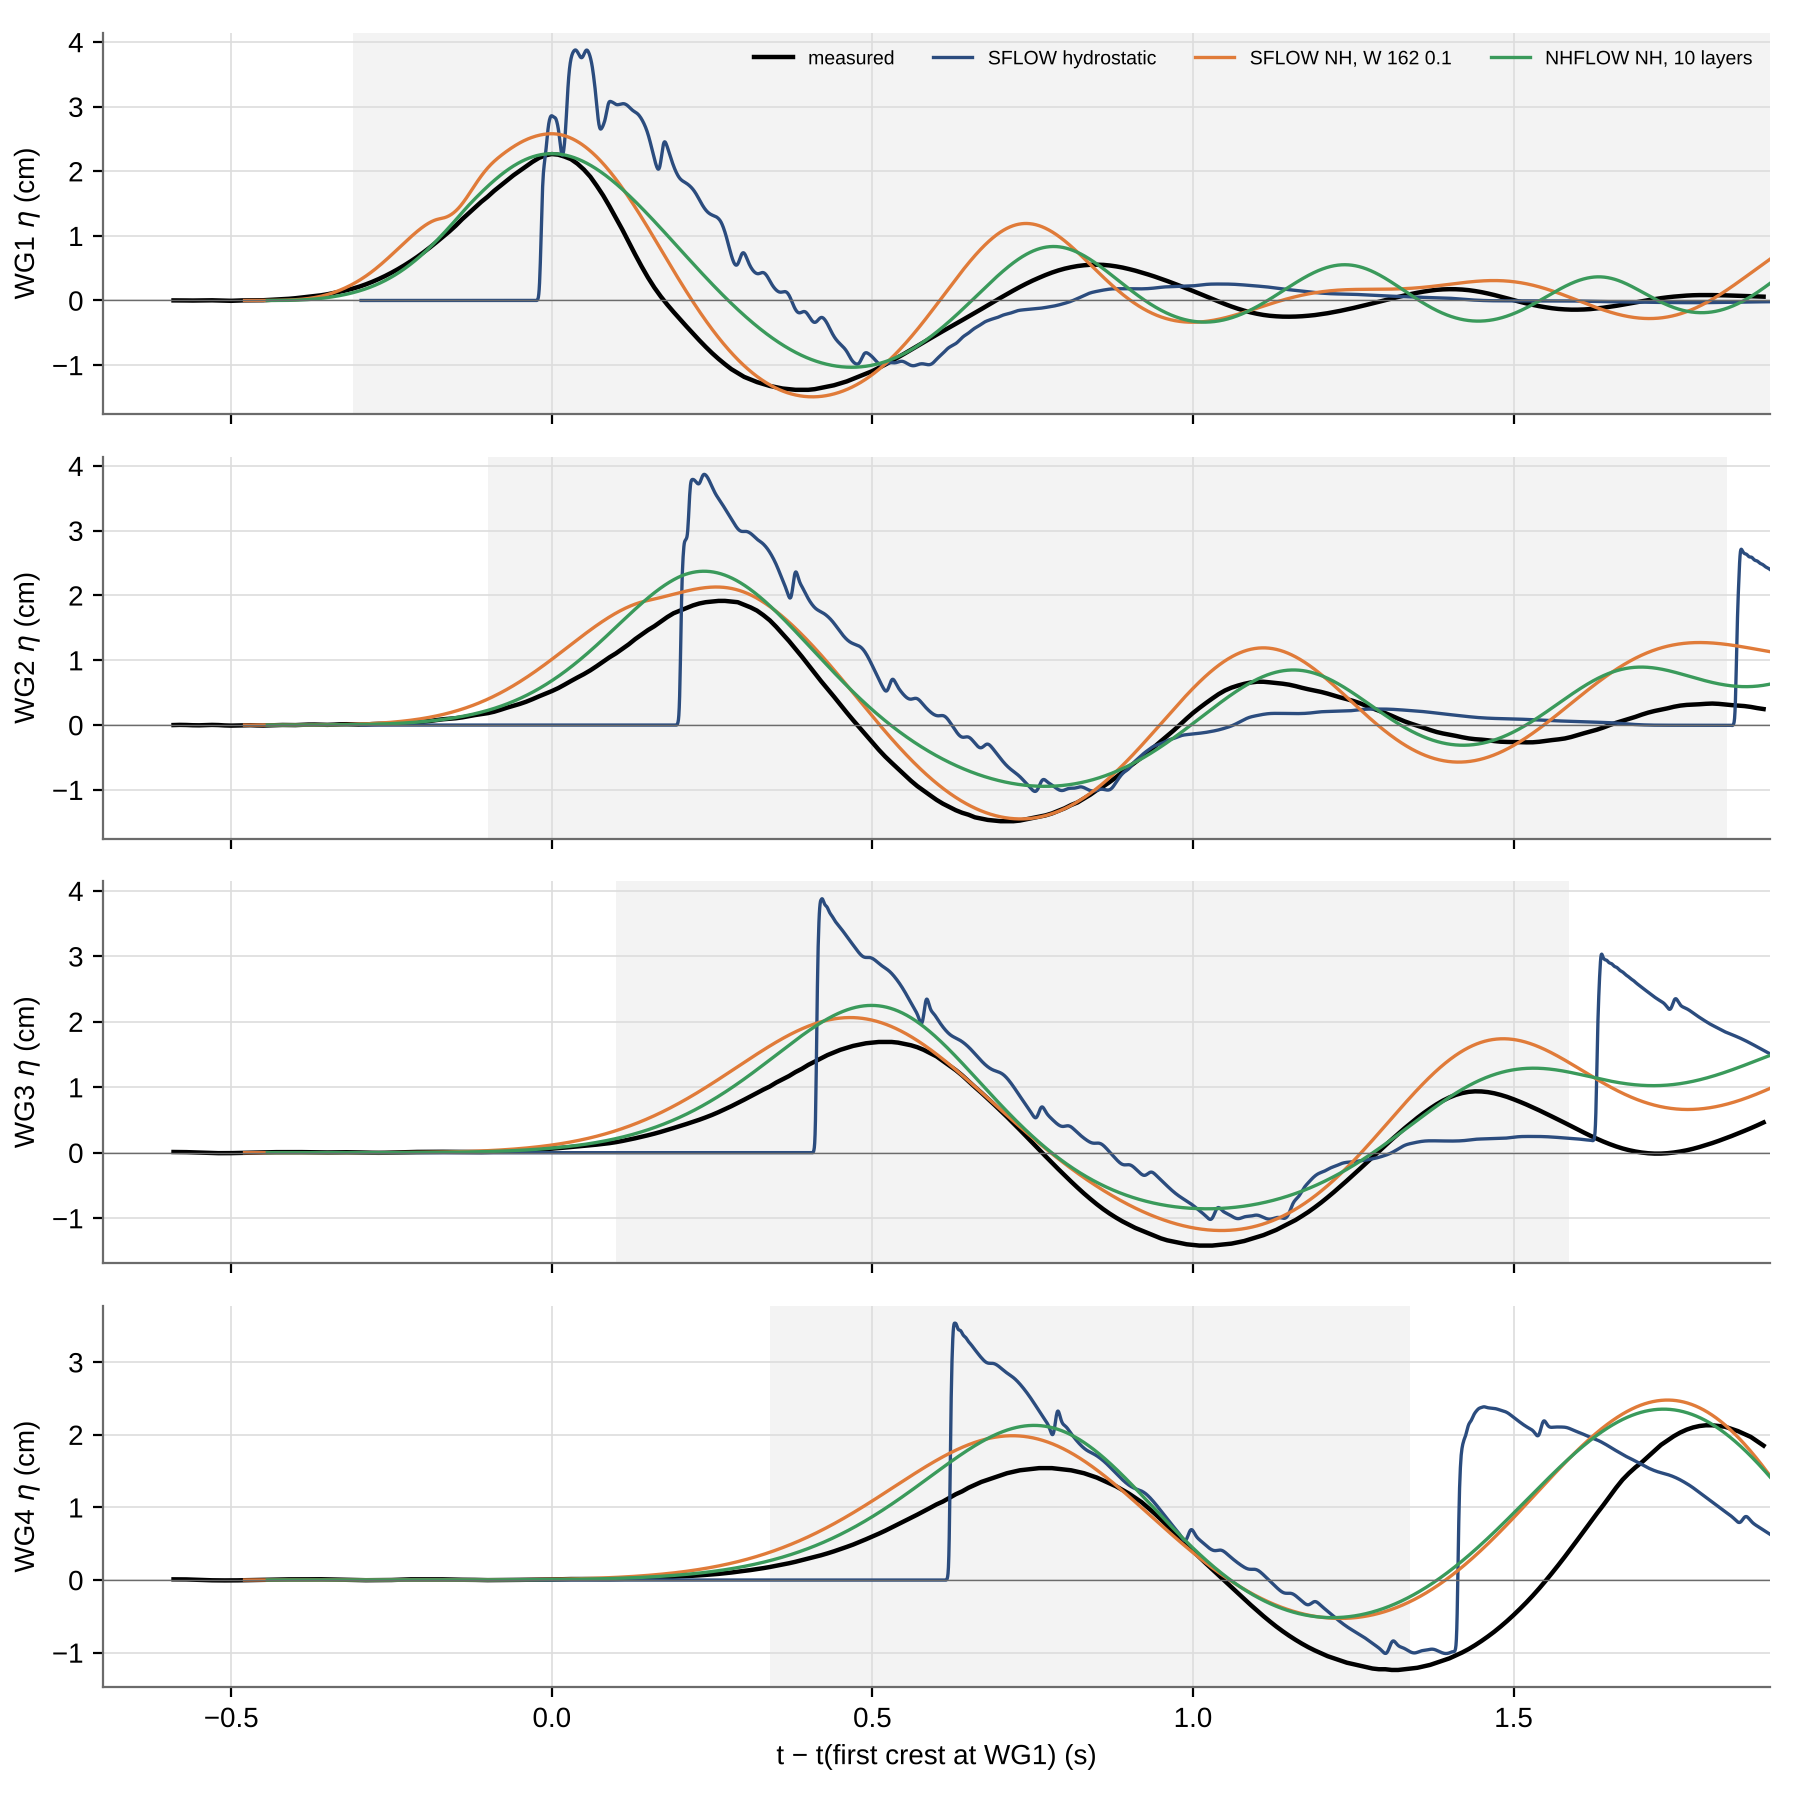 measured
SFLOW hydrostatic
SFLOW NH, W 162 0.1
NHFLOW NH, 10 layers
WG1 η (cm)
4
3
2
1
0
−1
WG2 η (cm)
4
3
2
1
0
−1
WG3 η (cm)
4
3
2
1
0
−1
WG4 η (cm)
3
2
1
0
−1
−0.5 0.0 0.5 1.0 1.5
t − t(first crest at WG1) (s)